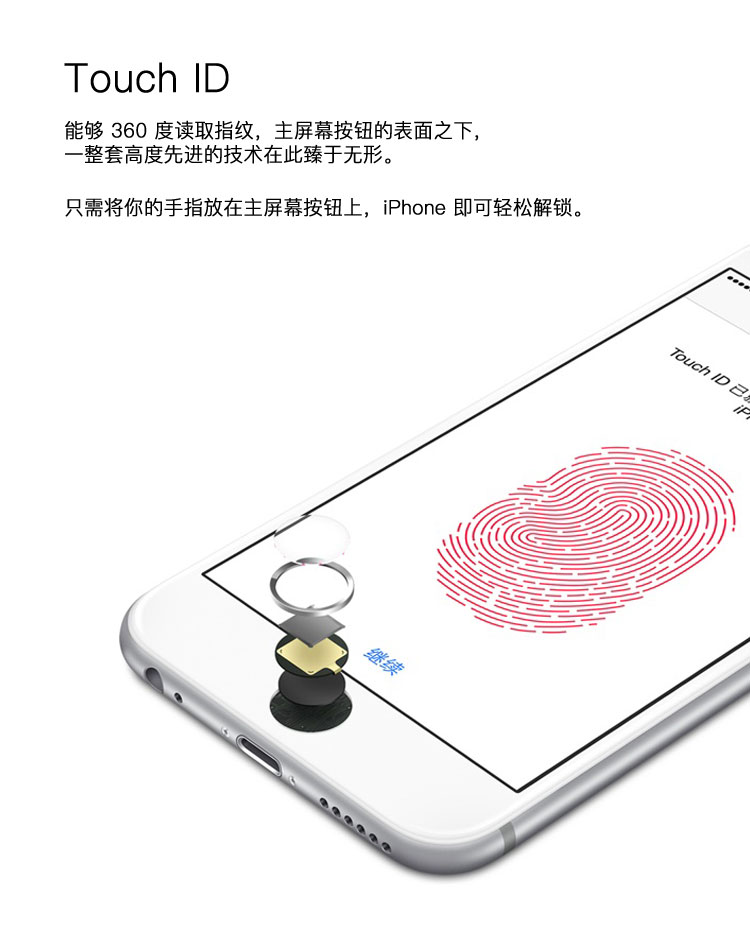 Touch ID
能够 360 度读取指纹，主屏幕按钮的表面之下，
一整套高度先进的技术在此臻于无形。
只需将你的手指放在主屏幕按钮上，iPhone 即可轻松解锁。
Touch ID 已
继续